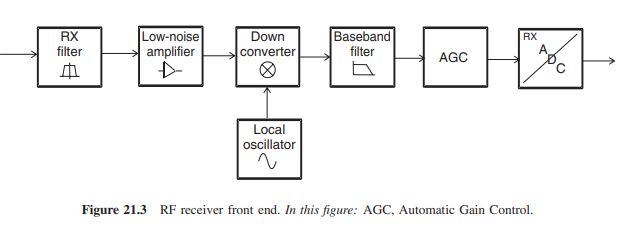 RX
filter
Low-noise
amplifier
Down
converter
Baseband
filter
AGC
RX
ADC
Local
oscillator
Figure 21.3 RF receiver front end. In this figure: AGC, Automatic Gain Control.